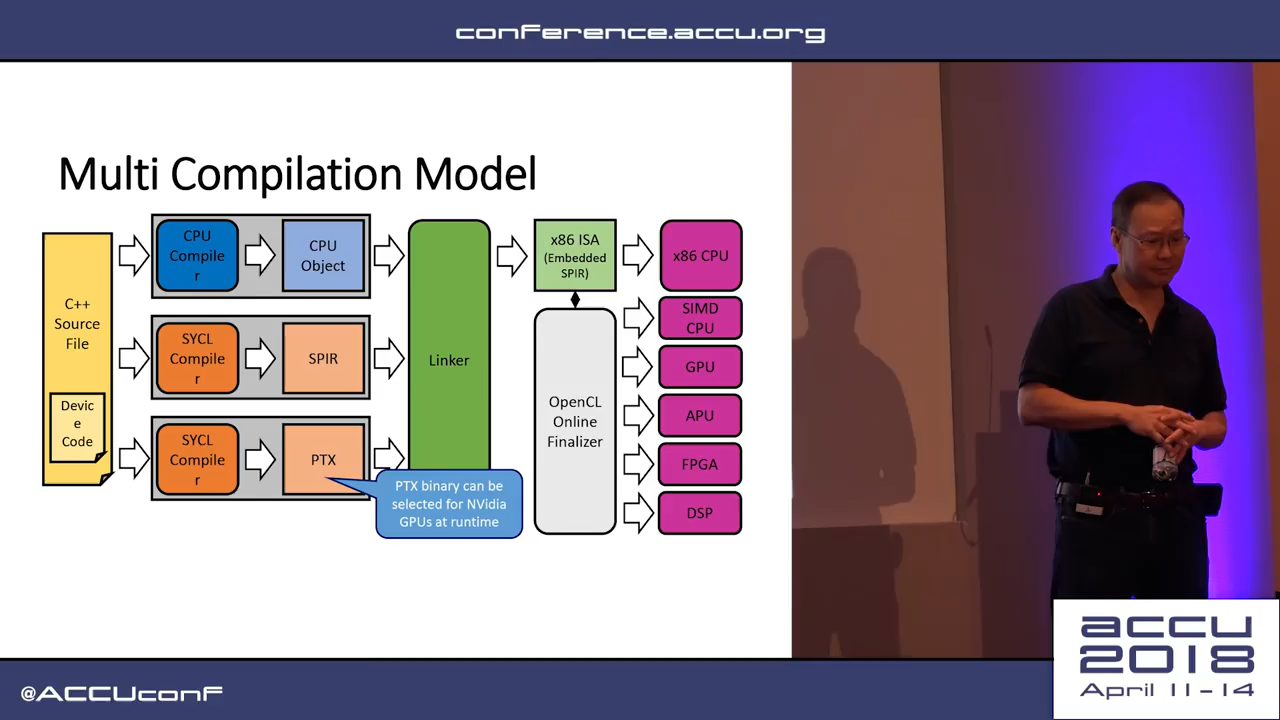 conference.accu.org
Multi Compilation Model
C++
Source
File
Devic
e
Code
CPU
Compile
r
CPU
Object
SYCL
Compile
r
SPIR
SYCL
Compile
r
PTX
PTX binary can be
selected for NVidia
GPUs at runtime
Linker
x86 ISA
(Embedded
SPIR)
OpenCL
Online
Finalizer
x86 CPU
SIMD
CPU
GPU
APU
FPGA
DSP
@ACCUconf
accu
2018
April 11-14